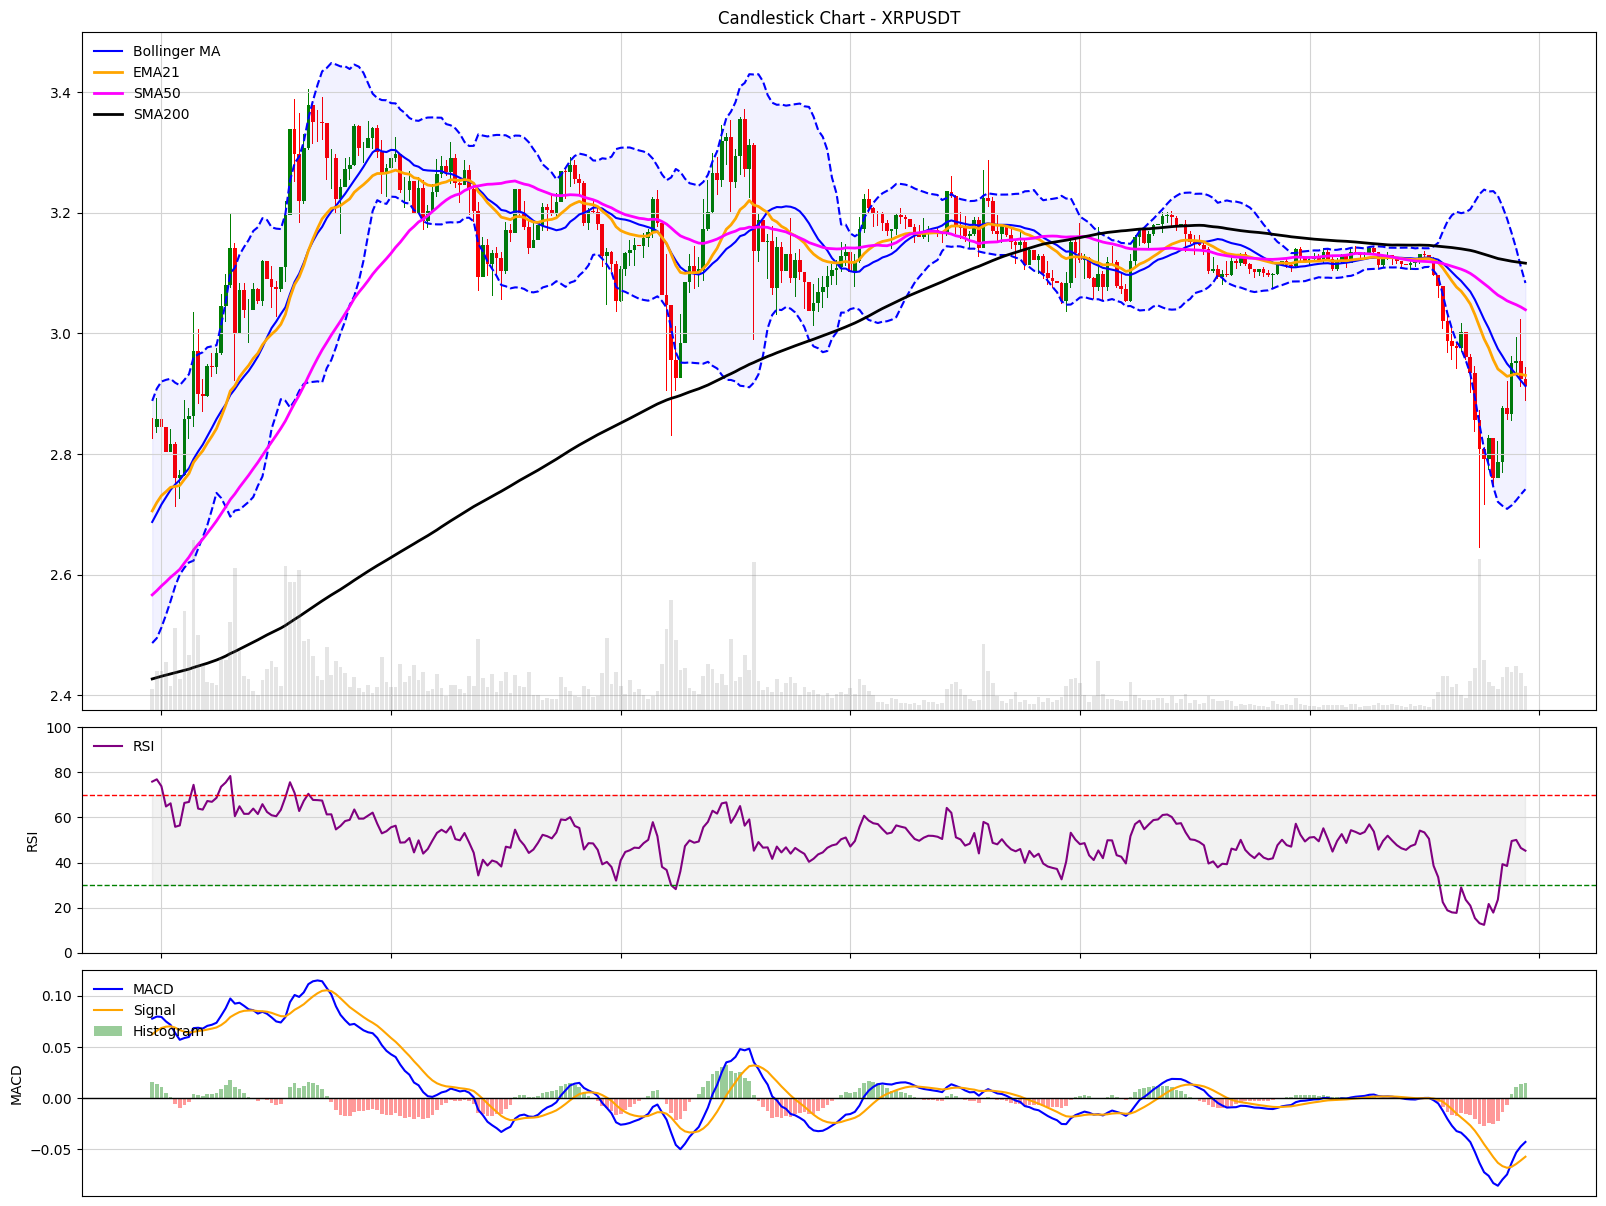 Candlestick Chart - XRPUSDT
Bollinger MA
EMA21
SMA50
SMA200
3.4
3.2
3.0
2.8
2.6
2.4
RSI
100
80
60
40
20
0
RSI
MACD
Signal
Histogram
0.10
0.05
0.00
−0.05
MACD